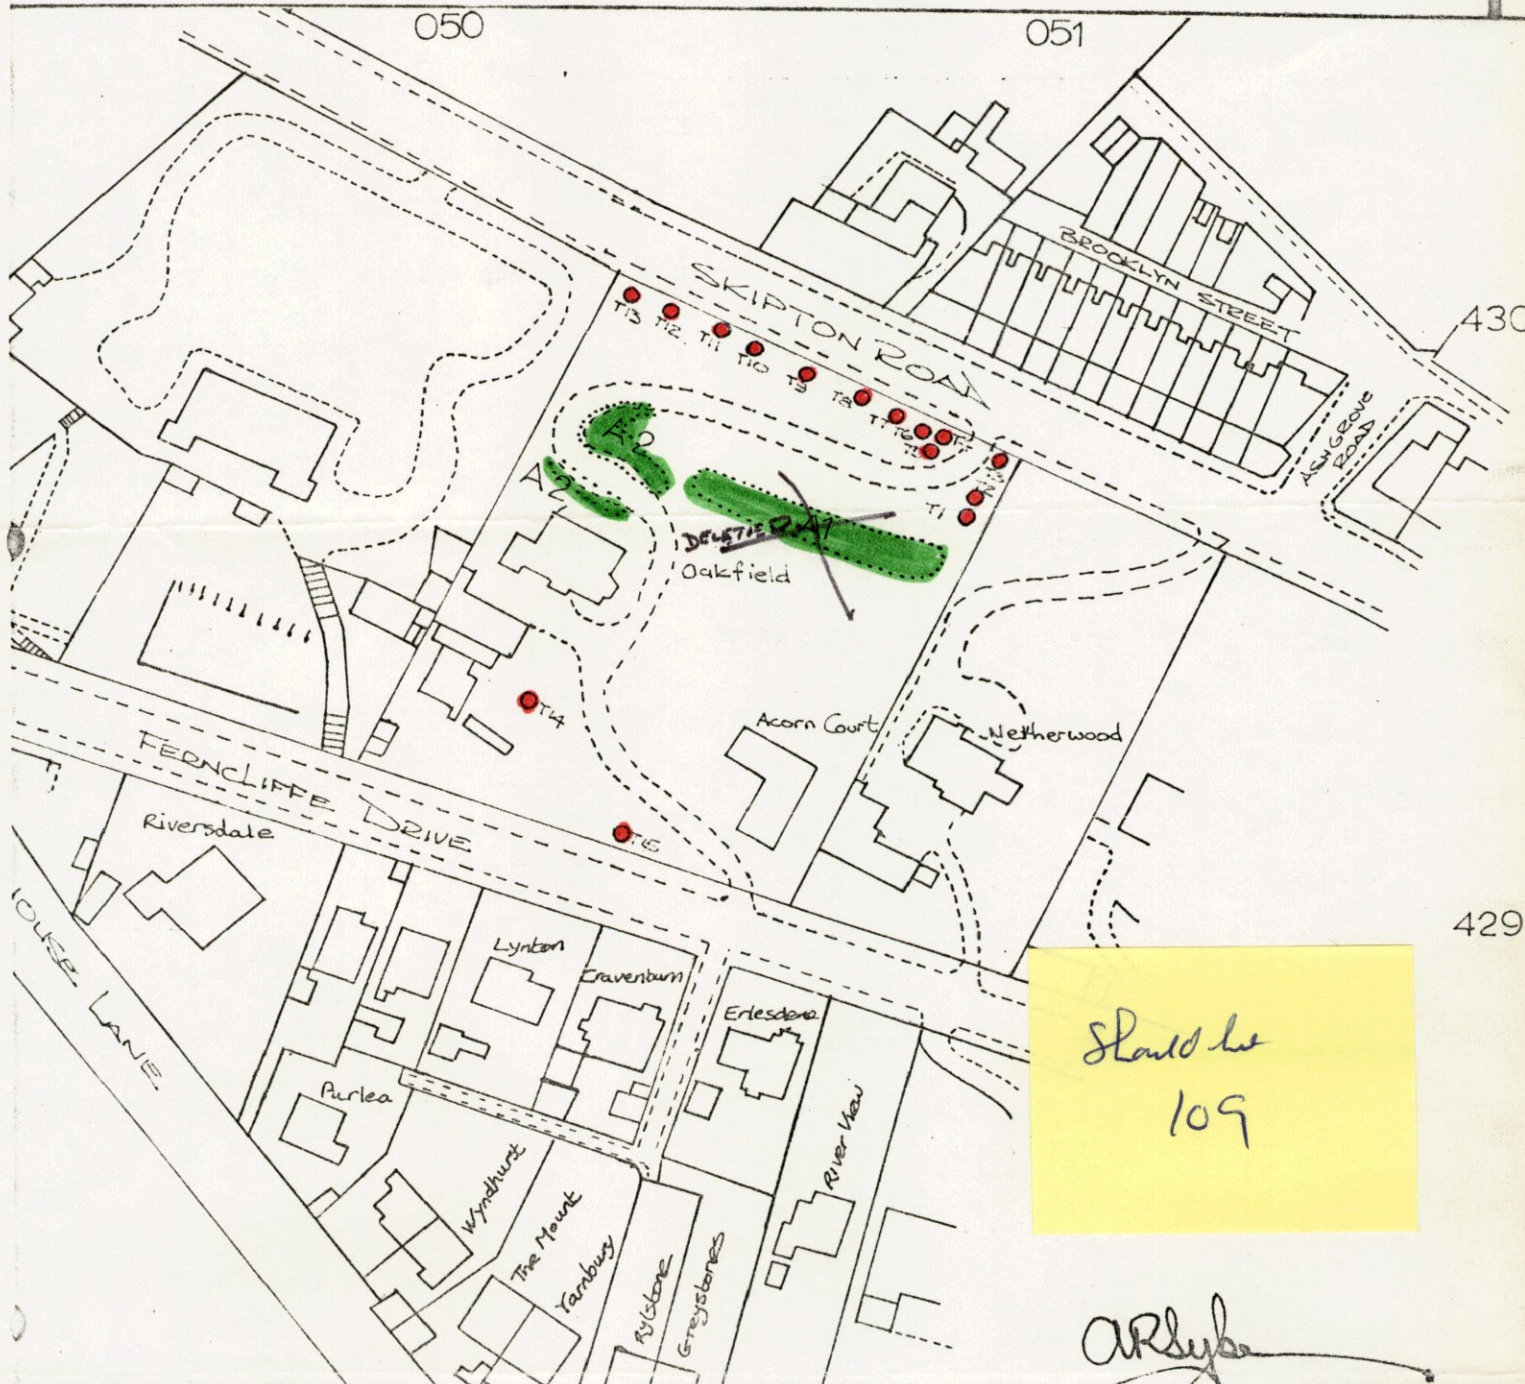 050
051
SKIPTON ROAD
BROOKLYN STREET
ASHGROVE ROAD
430
T13
T12
T11
T10
T9
T8
T7
T6
T5
T3
T2
T1
A2
A2
DELETED A1
Oakfield
T14
Acorn Court
Netherwood
FERNCLIFFE DRIVE
T15
Riversdale
429
Lynton
Cravenburn
Erlesdene
LANE
Purlea
River View
Wyndhurst
The Mount
Yarnbury
Rylstone
Greystones
Should be
109